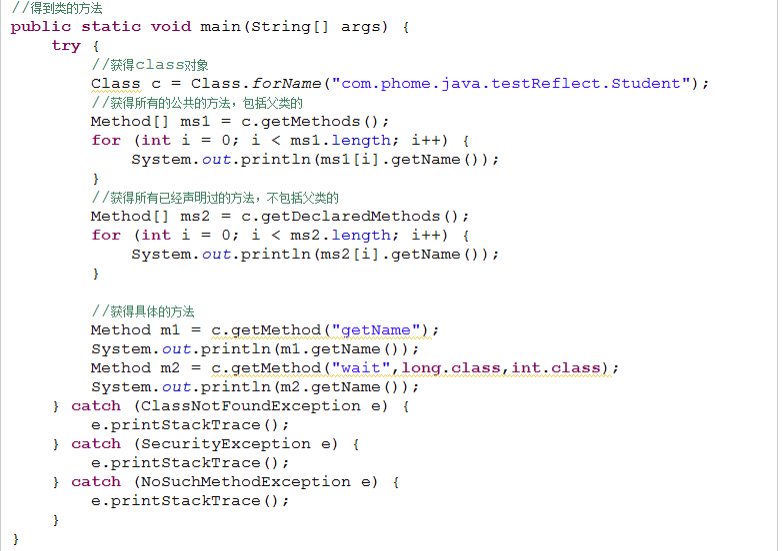 //得到类的方法
public static void main(String[] args) {
    try {
        //获得class对象
        Class c = Class.forName("com.phome.java.testReflect.Student");
        //获得所有的公共的方法，包括父类的
        Method[] ms1 = c.getMethods();
        for (int i = 0; i < ms1.length; i++) {
            System.out.println(ms1[i].getName());
        }
        //获得所有已经声明过的方法，不包括父类的
        Method[] ms2 = c.getDeclaredMethods();
        for (int i = 0; i < ms2.length; i++) {
            System.out.println(ms2[i].getName());
        }
        //获得具体的方法
        Method m1 = c.getMethod("getName");
        System.out.println(m1.getName());
        Method m2 = c.getMethod("wait",long.class,int.class);
        System.out.println(m2.getName());
    } catch (ClassNotFoundException e) {
        e.printStackTrace();
    } catch (SecurityException e) {
        e.printStackTrace();
    } catch (NoSuchMethodException e) {
        e.printStackTrace();
    }
}